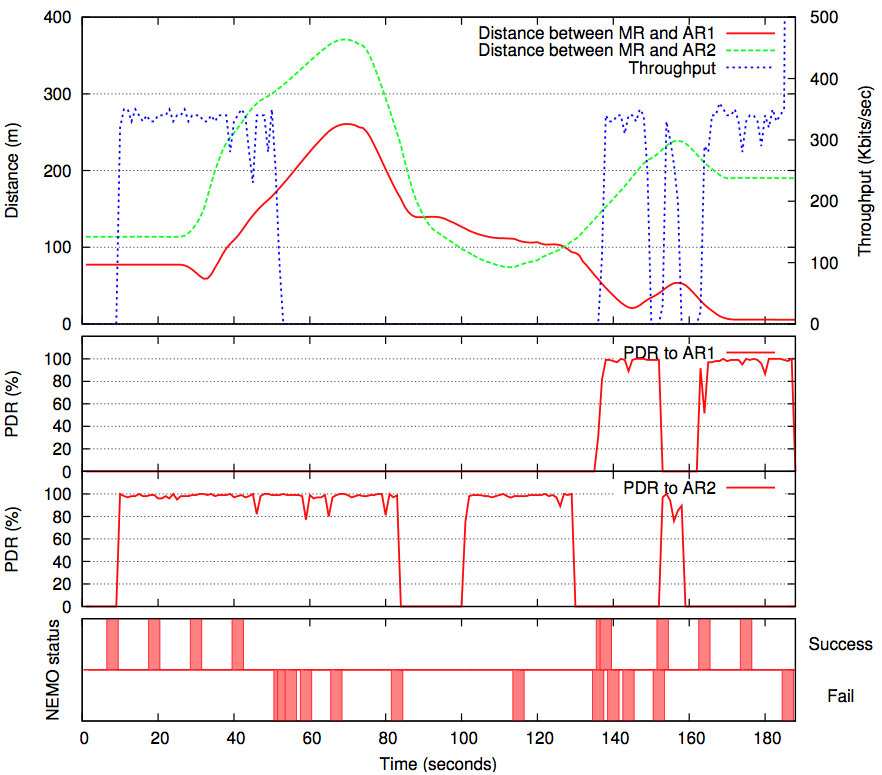 400
300
200
100
0
Distance (m)
500
400
300
200
100
0
Throughput (Kbits/sec)
Distance between MR and AR1
Distance between MR and AR2
Throughput
100
80
60
40
20
0
PDR (%)
PDR to AR1
100
80
60
40
20
0
PDR (%)
PDR to AR2
NEMO status
Success
Fail
0 20 40 60 80 100 120 140 160 180
Time (seconds)